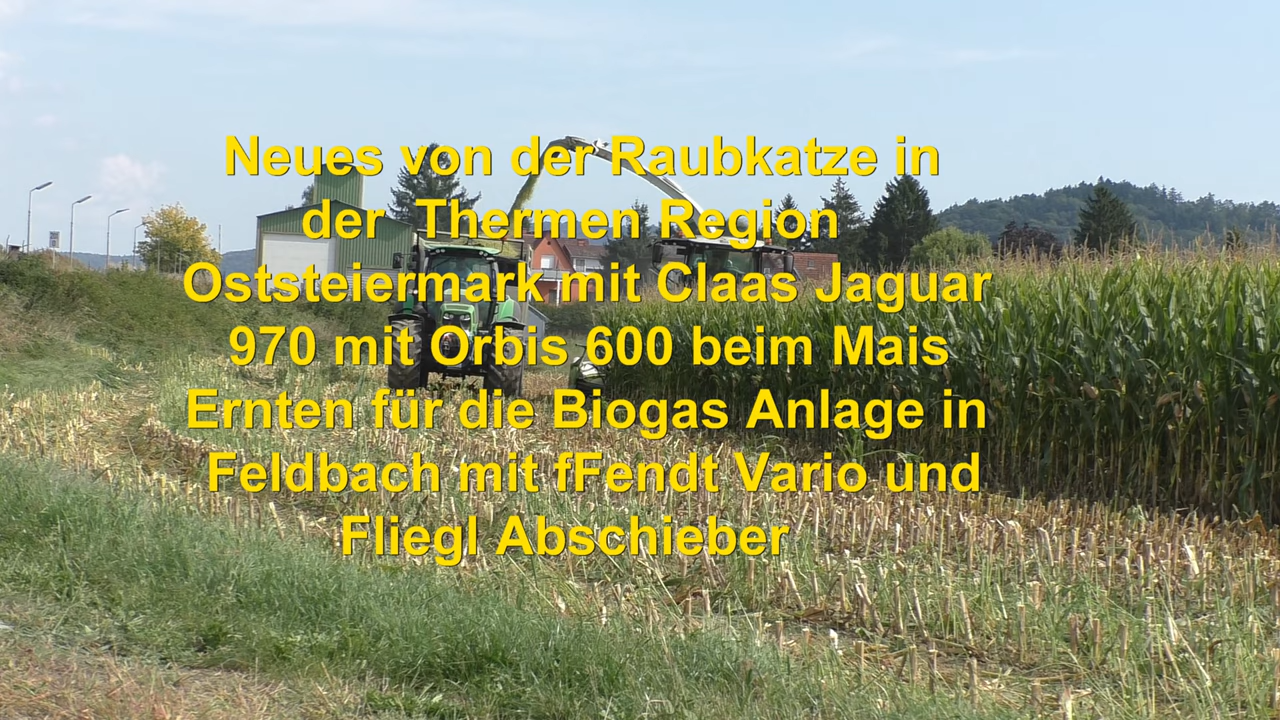 Neues von der Raubkatze in
der Thermen Region
Oststeiermark mit Claas Jaguar
970 mit Orbis 600 beim Mais
Ernten für die Biogas Anlage in
Feldbach mit fFendt Vario und
Fliegl Abschieber